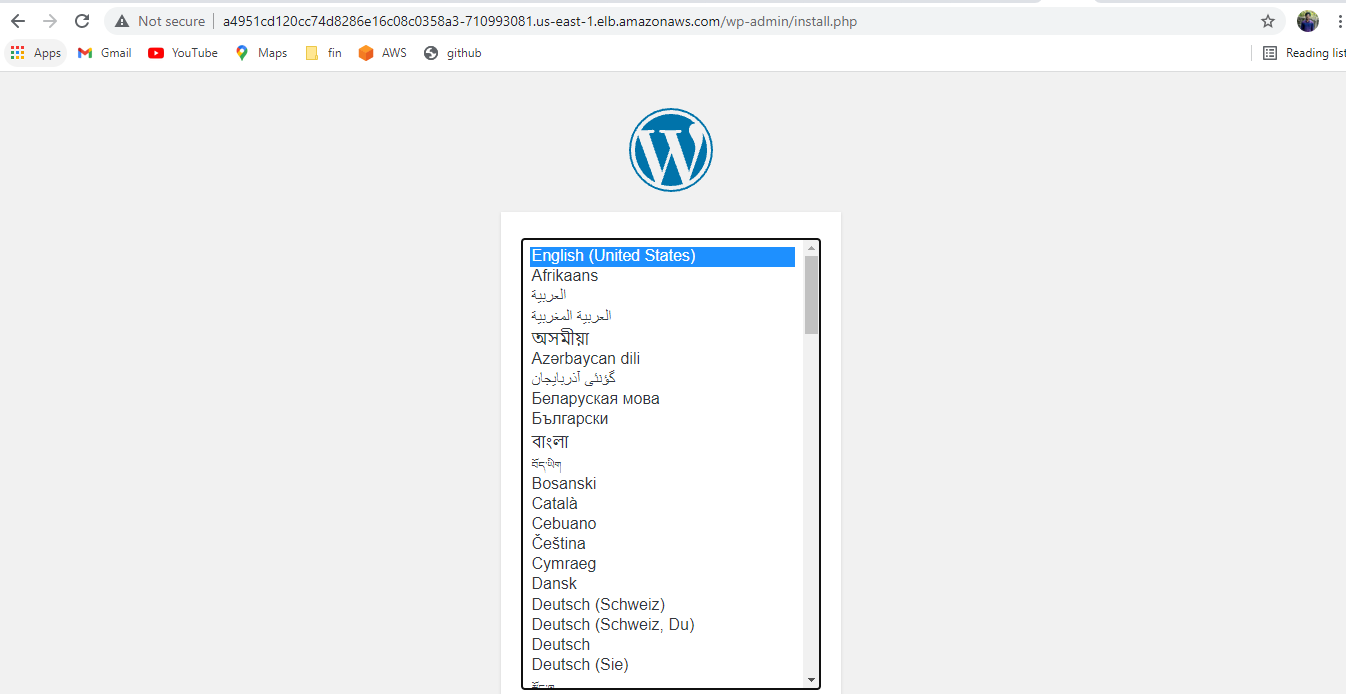 Not secure | a4951cd120cc74d8286e16c08c0358a3-710993081.us-east-1.elb.amazonaws.com/wp-admin/install.php
Apps Gmail YouTube Maps fin AWS github Reading list
English (United States)
Afrikaans
العربية
العربية المغربية
অসমীয়া
Azərbaycan dili
گؤنئی آذربایجان
Беларуская мова
Български
বাংলা
བོད་ཡིག
Bosanski
Català
Cebuano
Čeština
Cymraeg
Dansk
Deutsch (Schweiz)
Deutsch (Schweiz, Du)
Deutsch
Deutsch (Sie)